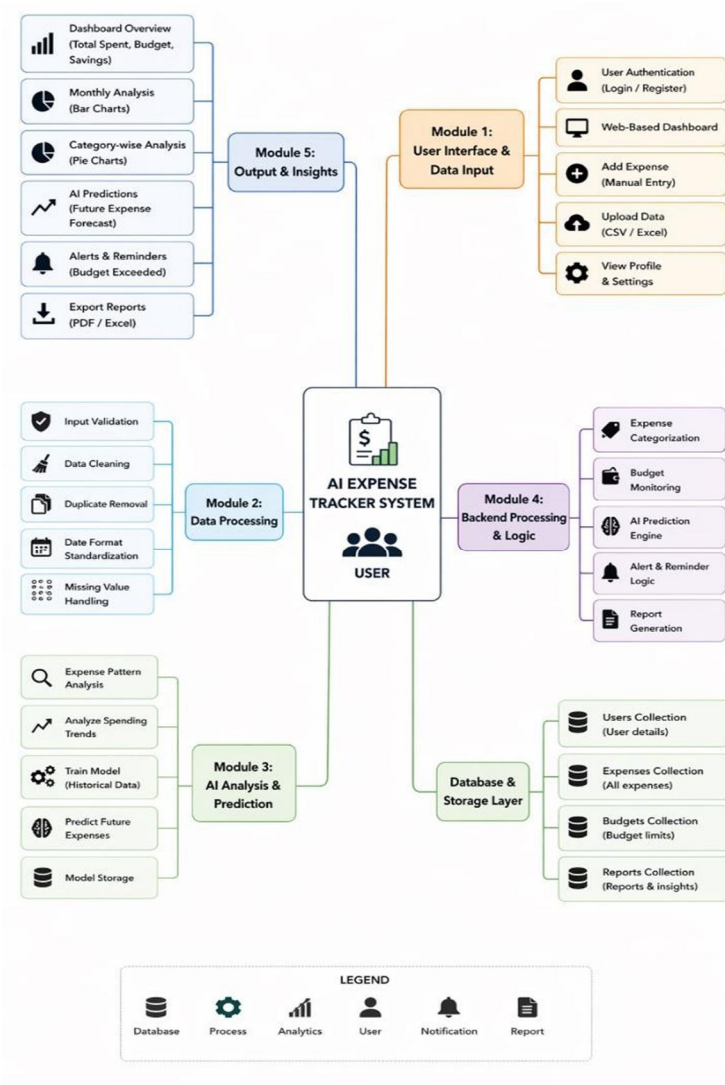 Dashboard Overview
(Total Spent, Budget,
Savings)
Monthly Analysis
(Bar Charts)
Category-wise Analysis
(Pie Charts)
AI Predictions
(Future Expense
Forecast)
Alerts & Reminders
(Budget Exceeded)
Export Reports
(PDF / Excel)
Module 5:
Output & Insights
Module 1:
User Interface &
Data Input
User Authentication
(Login / Register)
Web-Based Dashboard
Add Expense
(Manual Entry)
Upload Data
(CSV / Excel)
View Profile
& Settings
Input Validation
Data Cleaning
Duplicate Removal
Date Format
Standardization
Missing Value
Handling
Module 2:
Data Processing
$
AI EXPENSE
TRACKER SYSTEM
USER
Module 4:
Backend Processing
& Logic
Expense
Categorization
Budget
Monitoring
AI Prediction
Engine
Alert & Reminder
Logic
Report
Generation
Expense Pattern
Analysis
Analyze Spending
Trends
Train Model
(Historical Data)
Predict Future
Expenses
Model Storage
Module 3:
AI Analysis &
Prediction
Database &
Storage Layer
Users Collection
(User details)
Expenses Collection
(All expenses)
Budgets Collection
(Budget limits)
Reports Collection
(Reports & insights)
LEGEND
Database
Process
Analytics
User
Notification
Report